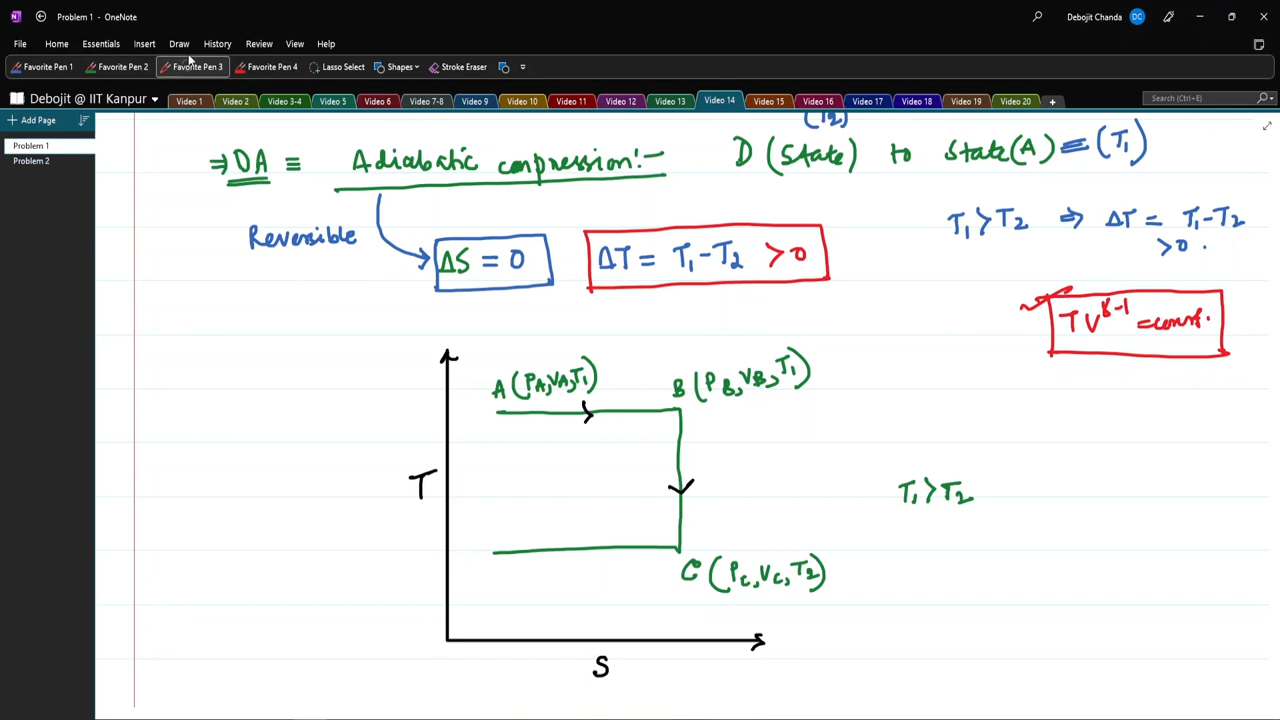 Problem 1 - OneNote
Debojit Chanda DC
File Home Essentials Insert Draw History Review View Help
Favorite Pen 1 Favorite Pen 2 Favorite Pen 3 Favorite Pen 4 Lasso Select Shapes Stroke Eraser
Debojit @ IIT Kanpur Video 1 Video 2 Video 3-4 Video 5 Video 6 Video 7-8 Video 9 Video 10 Video 11 Video 12 Video 13 Video 14 Video 15 Video 16 Video 17 Video 18 Video 19 Video 20 +
Search (Ctrl+E)
+ Add Page
Problem 1
Problem 2
(T2)
⇒ DA ≡ Adiabatic compression:- D (State) to State(A) ≡ (T1)
Reversible
ΔS = 0
ΔT = T1-T2 >0
T1>T2 ⇒ ΔT = T1-T2
>0 .
TV^γ-1 = const.
A (PA,VA,T1)
B (PB,VB,T1)
T
T1>T2
C (Pc,Vc,T2)
S